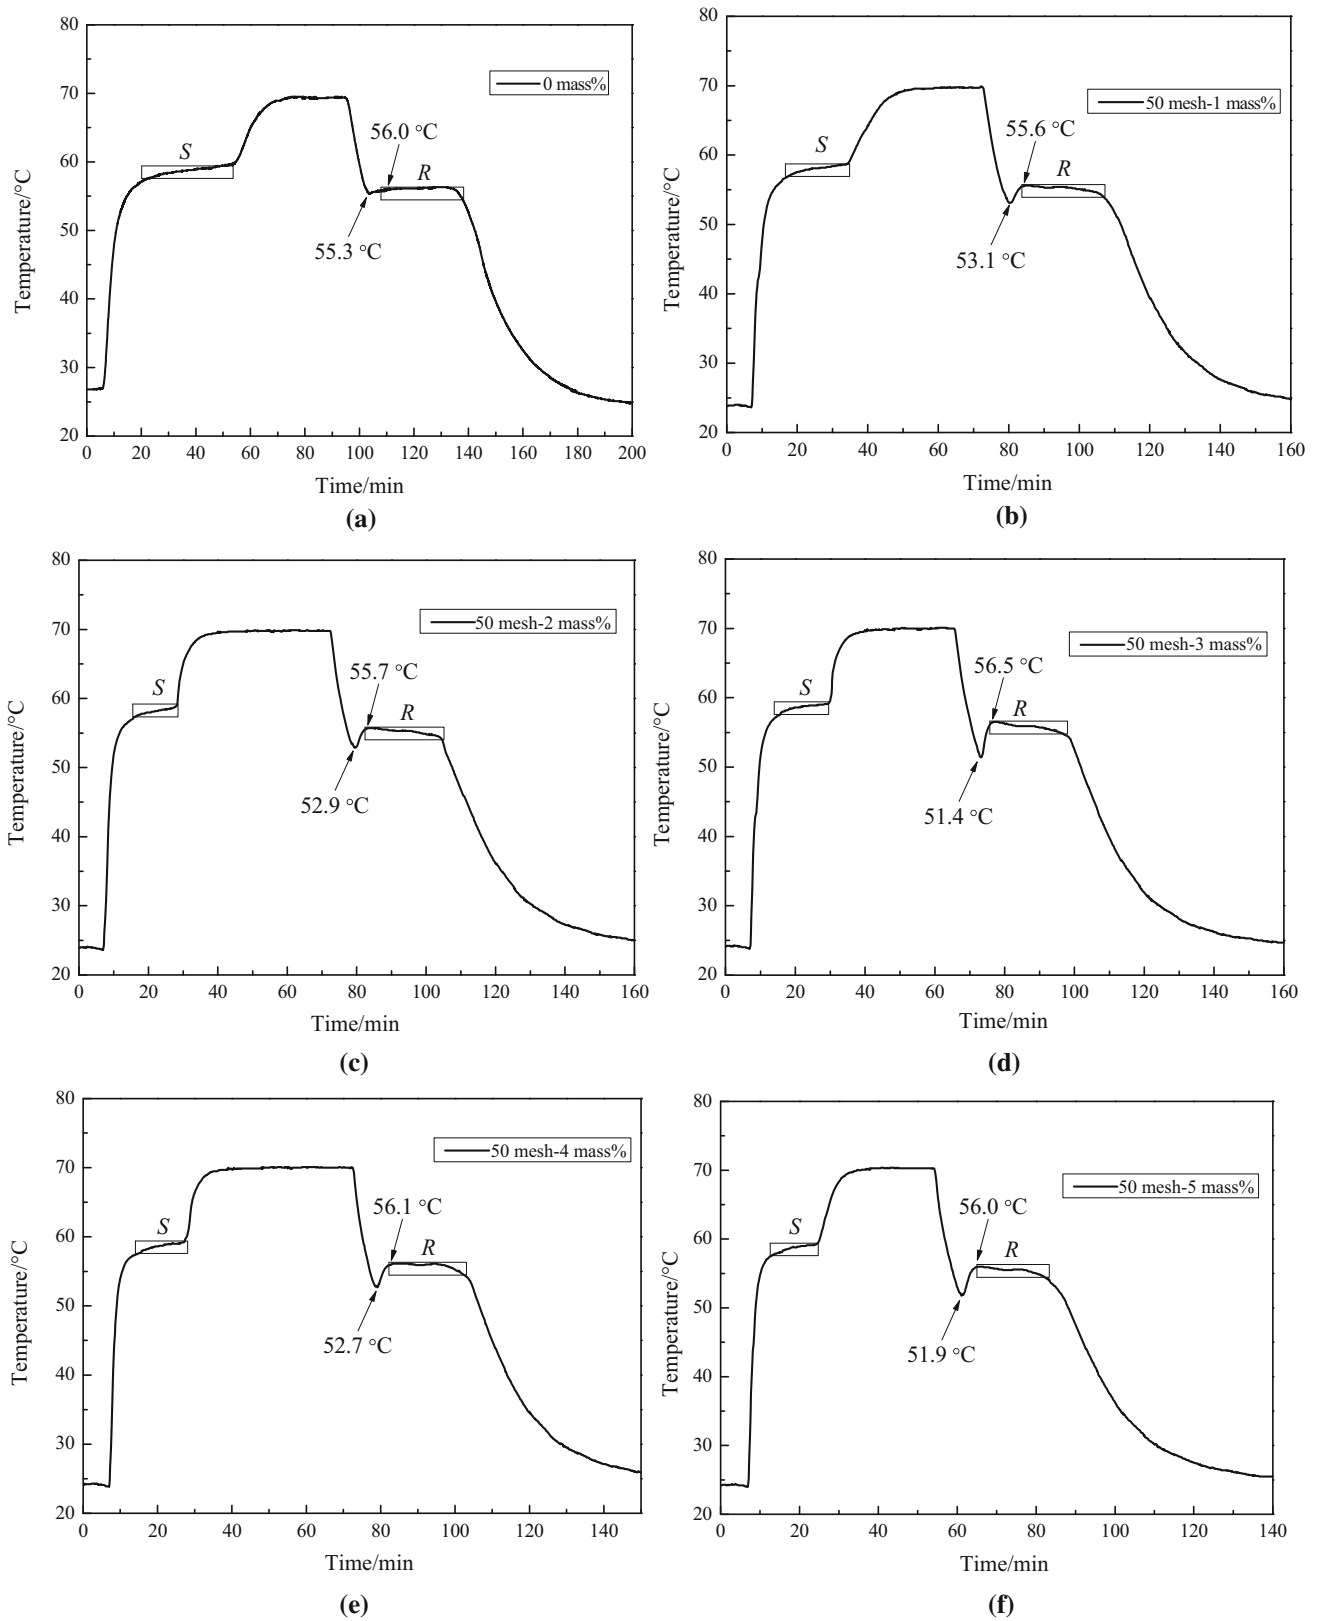 80
70
60
50
40
30
20
Temperature/°C
0 mass%
S
56.0 °C
R
55.3 °C
0 20 40 60 80 100 120 140 160 180 200
Time/min
(a)
80
70
60
50
40
30
20
Temperature/°C
50 mesh-1 mass%
S
55.6 °C
R
53.1 °C
0 20 40 60 80 100 120 140 160
Time/min
(b)
80
70
60
50
40
30
20
Temperature/°C
50 mesh-2 mass%
S
55.7 °C
R
52.9 °C
0 20 40 60 80 100 120 140 160
Time/min
(c)
80
70
60
50
40
30
20
Temperature/°C
50 mesh-3 mass%
S
56.5 °C
R
51.4 °C
0 20 40 60 80 100 120 140 160
Time/min
(d)
80
70
60
50
40
30
20
Temperature/°C
50 mesh-4 mass%
S
56.1 °C
R
52.7 °C
0 20 40 60 80 100 120 140
Time/min
(e)
80
70
60
50
40
30
20
Temperature/°C
50 mesh-5 mass%
S
56.0 °C
R
51.9 °C
0 20 40 60 80 100 120 140
Time/min
(f)